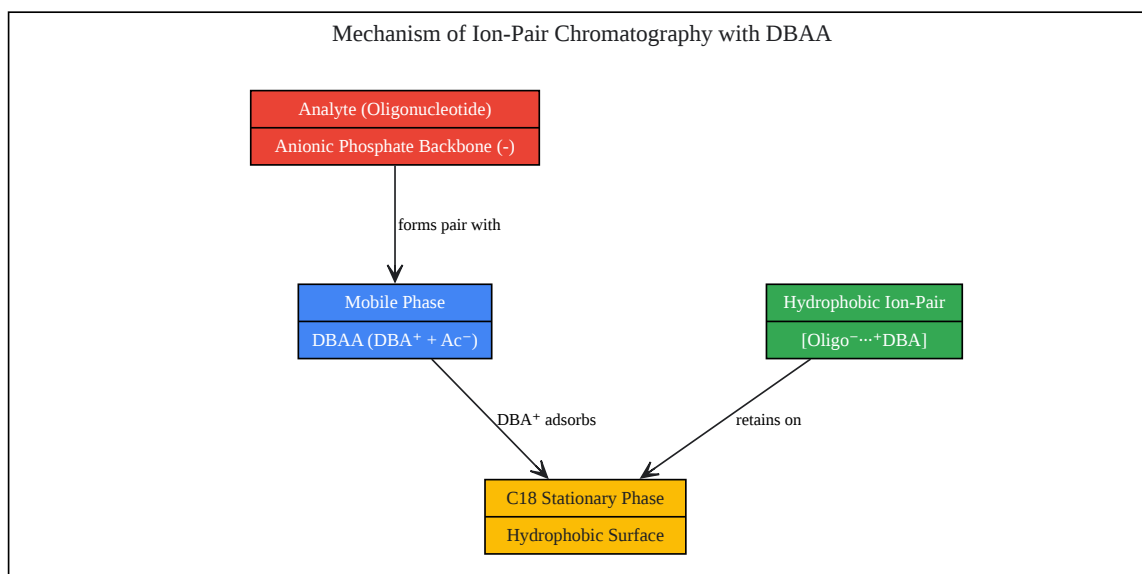 Mechanism of Ion-Pair Chromatography with DBAA
Analyte (Oligonucleotide)
Anionic Phosphate Backbone (-)
forms pair with
Mobile Phase
DBAA (DBA⁺ + Ac⁻)
Hydrophobic Ion-Pair
[Oligo⁻···⁺DBA]
DBA⁺ adsorbs
retains on
C18 Stationary Phase
Hydrophobic Surface